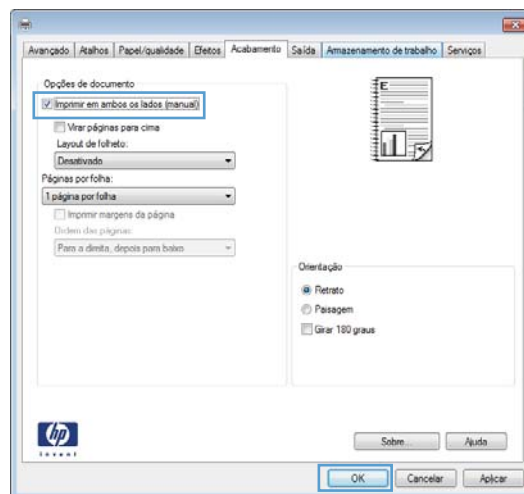 Avançado Atalhos Papel/qualidade Efeitos Acabamento Saída Armazenamento de trabalho Serviços
Opções de documento
Imprimir em ambos os lados (manual)
Virar páginas para cima
Layout de folheto:
Desativado
Páginas por folha:
1 página por folha
Imprimir margens da página
Ordem das páginas:
Para a direita, depois para baixo
E
Orientação
Retrato
Paisagem
Girar 180 graus
hp
invent
Sobre... Ajuda
OK Cancelar Aplicar